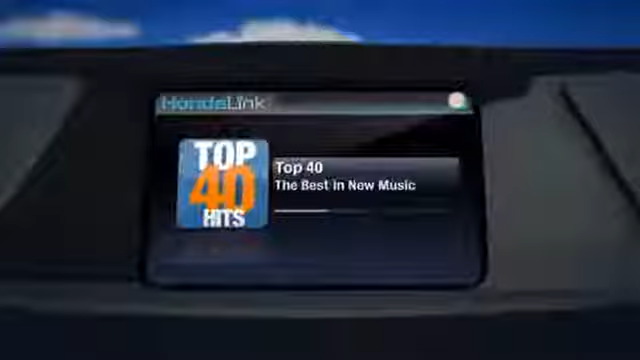 HondaLink
TOP
40
HITS
Top 40
The Best in New Music